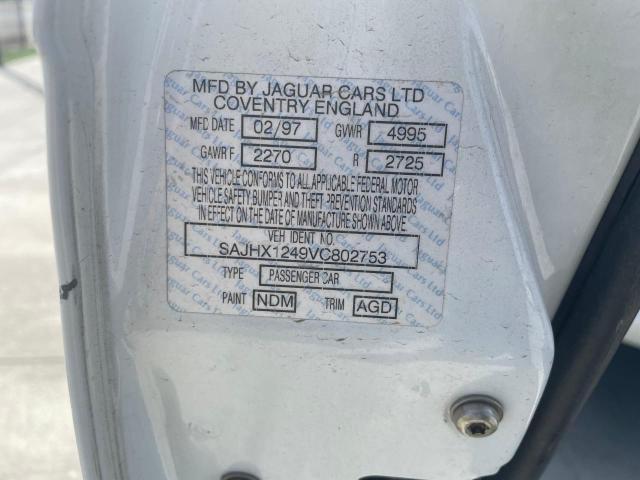 MFD BY JAGUAR CARS LTD
COVENTRY ENGLAND
MFD DATE 02/97 GVWR 4995
GAWR F 2270 R 2725
THIS VEHICLE CONFORMS TO ALL APPLICABLE FEDERAL MOTOR
VEHICLE SAFETY BUMPER AND THEFT PREVENTION STANDARDS
IN EFFECT ON THE DATE OF MANUFACTURE SHOWN ABOVE
VEH IDENT NO.
SAJHX1249VC802753
TYPE PASSENGER CAR
PAINT NDM TRIM AGD